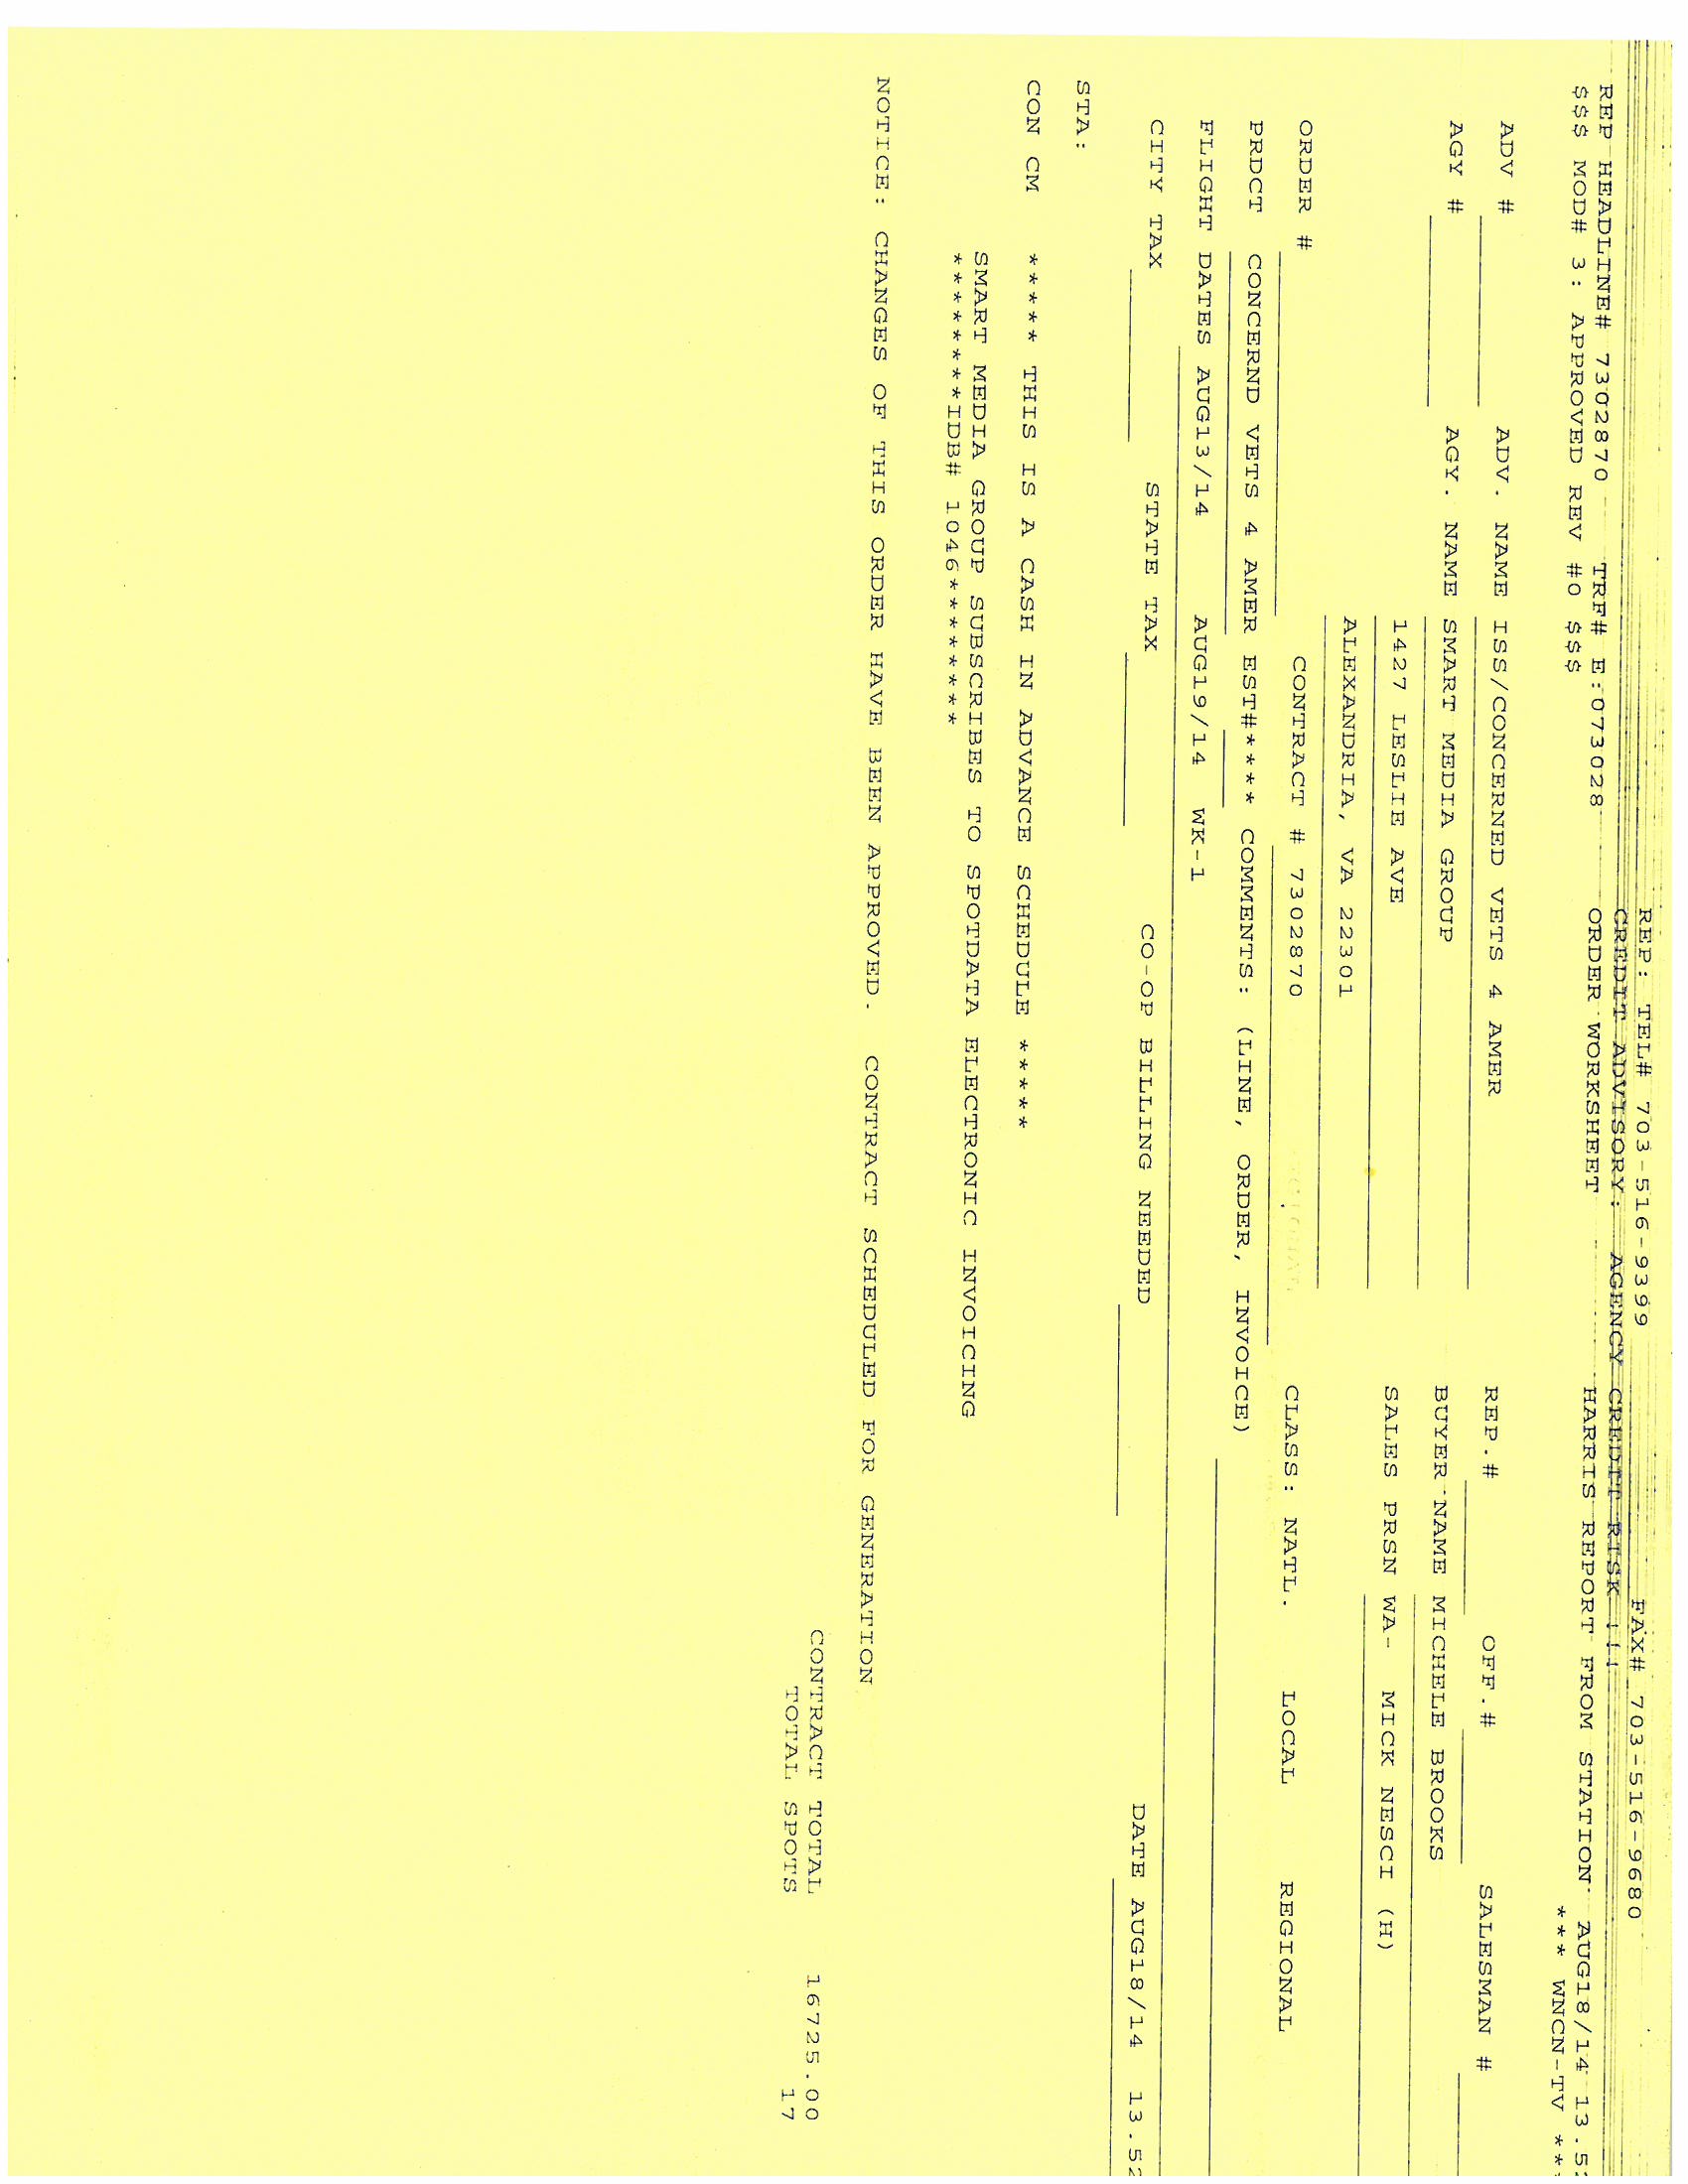 REP: TEL# 703-516-9399 FAX# 703-516-9680
CREDIT ADVISORY: AGENCY CREDIT RISK !!!
REP HEADLINE# 7302870 TRF# E:073028 ORDER WORKSHEET HARRIS REPORT FROM STATION AUG18/14 13.52
$$$ MOD# 3: APPROVED REV #0 $$$ *** WNCN-TV ***
ADV # ADV. NAME ISS/CONCERNED VETS 4 AMER REP.# OFF.# SALESMAN #
AGY # AGY. NAME SMART MEDIA GROUP BUYER NAME MICHELE BROOKS
1427 LESLIE AVE SALES PRSN WA- MICK NESCI (H)
ALEXANDRIA, VA 22301
ORDER # CONTRACT # 7302870 CLASS: NATL. LOCAL REGIONAL
PRDCT CONCERND VETS 4 AMER EST#**** COMMENTS: (LINE, ORDER, INVOICE)
FLIGHT DATES AUG13/14 AUG19/14 WK-1
CITY TAX STATE TAX CO-OP BILLING NEEDED DATE AUG18/14 13.52
STA:
CON CM ***** THIS IS A CASH IN ADVANCE SCHEDULE *****
SMART MEDIA GROUP SUBSCRIBES TO SPOTDATA ELECTRONIC INVOICING
********IDB# 1046********
NOTICE: CHANGES OF THIS ORDER HAVE BEEN APPROVED. CONTRACT SCHEDULED FOR GENERATION
CONTRACT TOTAL 16725.00
TOTAL SPOTS 17